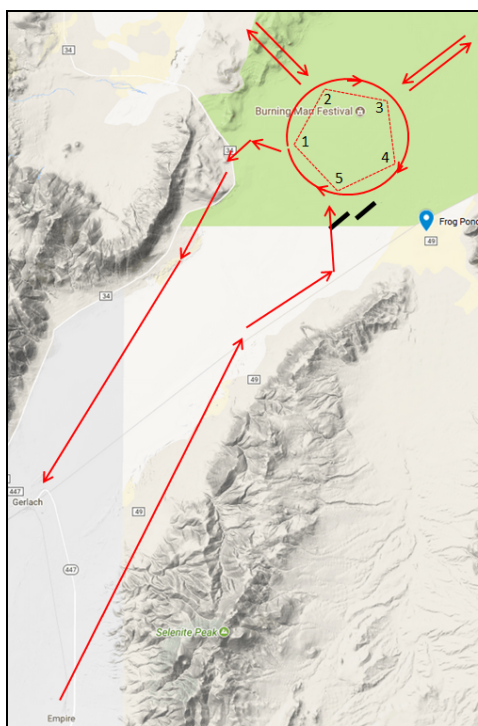 34
2
3
Burning Man Festival
34
1
4
5
Frog Pond
49
34
49
447
Gerlach
49
447
Selenite Peak
Empire